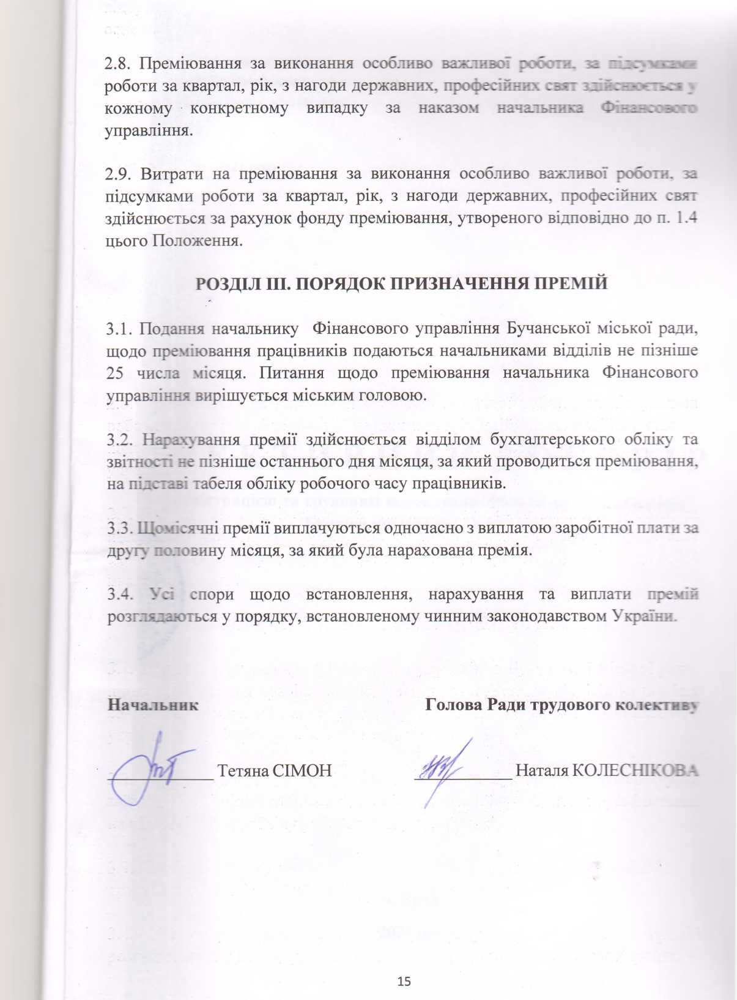 2.8. Преміювання за виконання особливо важливої роботи, за підсумками
роботи за квартал, рік, з нагоди державних, професійних свят здійснюється у
кожному конкретному випадку за наказом начальника Фінансового
управління.
2.9. Витрати на преміювання за виконання особливо важливої роботи, за
підсумками роботи за квартал, рік, з нагоди державних, професійних свят
здійснюється за рахунок фонду преміювання, утвореного відповідно до п. 1.4
цього Положення.
РОЗДІЛ ІІІ. ПОРЯДОК ПРИЗНАЧЕННЯ ПРЕМІЙ
3.1. Подання начальнику Фінансового управління Бучанської міської ради,
щодо преміювання працівників подаються начальниками відділів не пізніше
25 числа місяця. Питання щодо преміювання начальника Фінансового
управління вирішується міським головою.
3.2. Нарахування премії здійснюється відділом бухгалтерського обліку та
звітності не пізніше останнього дня місяця, за який проводиться преміювання,
на підставі табеля обліку робочого часу працівників.
3.3. Щомісячні премії виплачуються одночасно з виплатою заробітної плати за
другу половину місяця, за який була нарахована премія.
3.4. Усі спори щодо встановлення, нарахування та виплати премій
розглядаються у порядку, встановленому чинним законодавством України.
Начальник Голова Ради трудового колективу
Тетяна СІМОН Наталя КОЛЕСНІКОВА
15